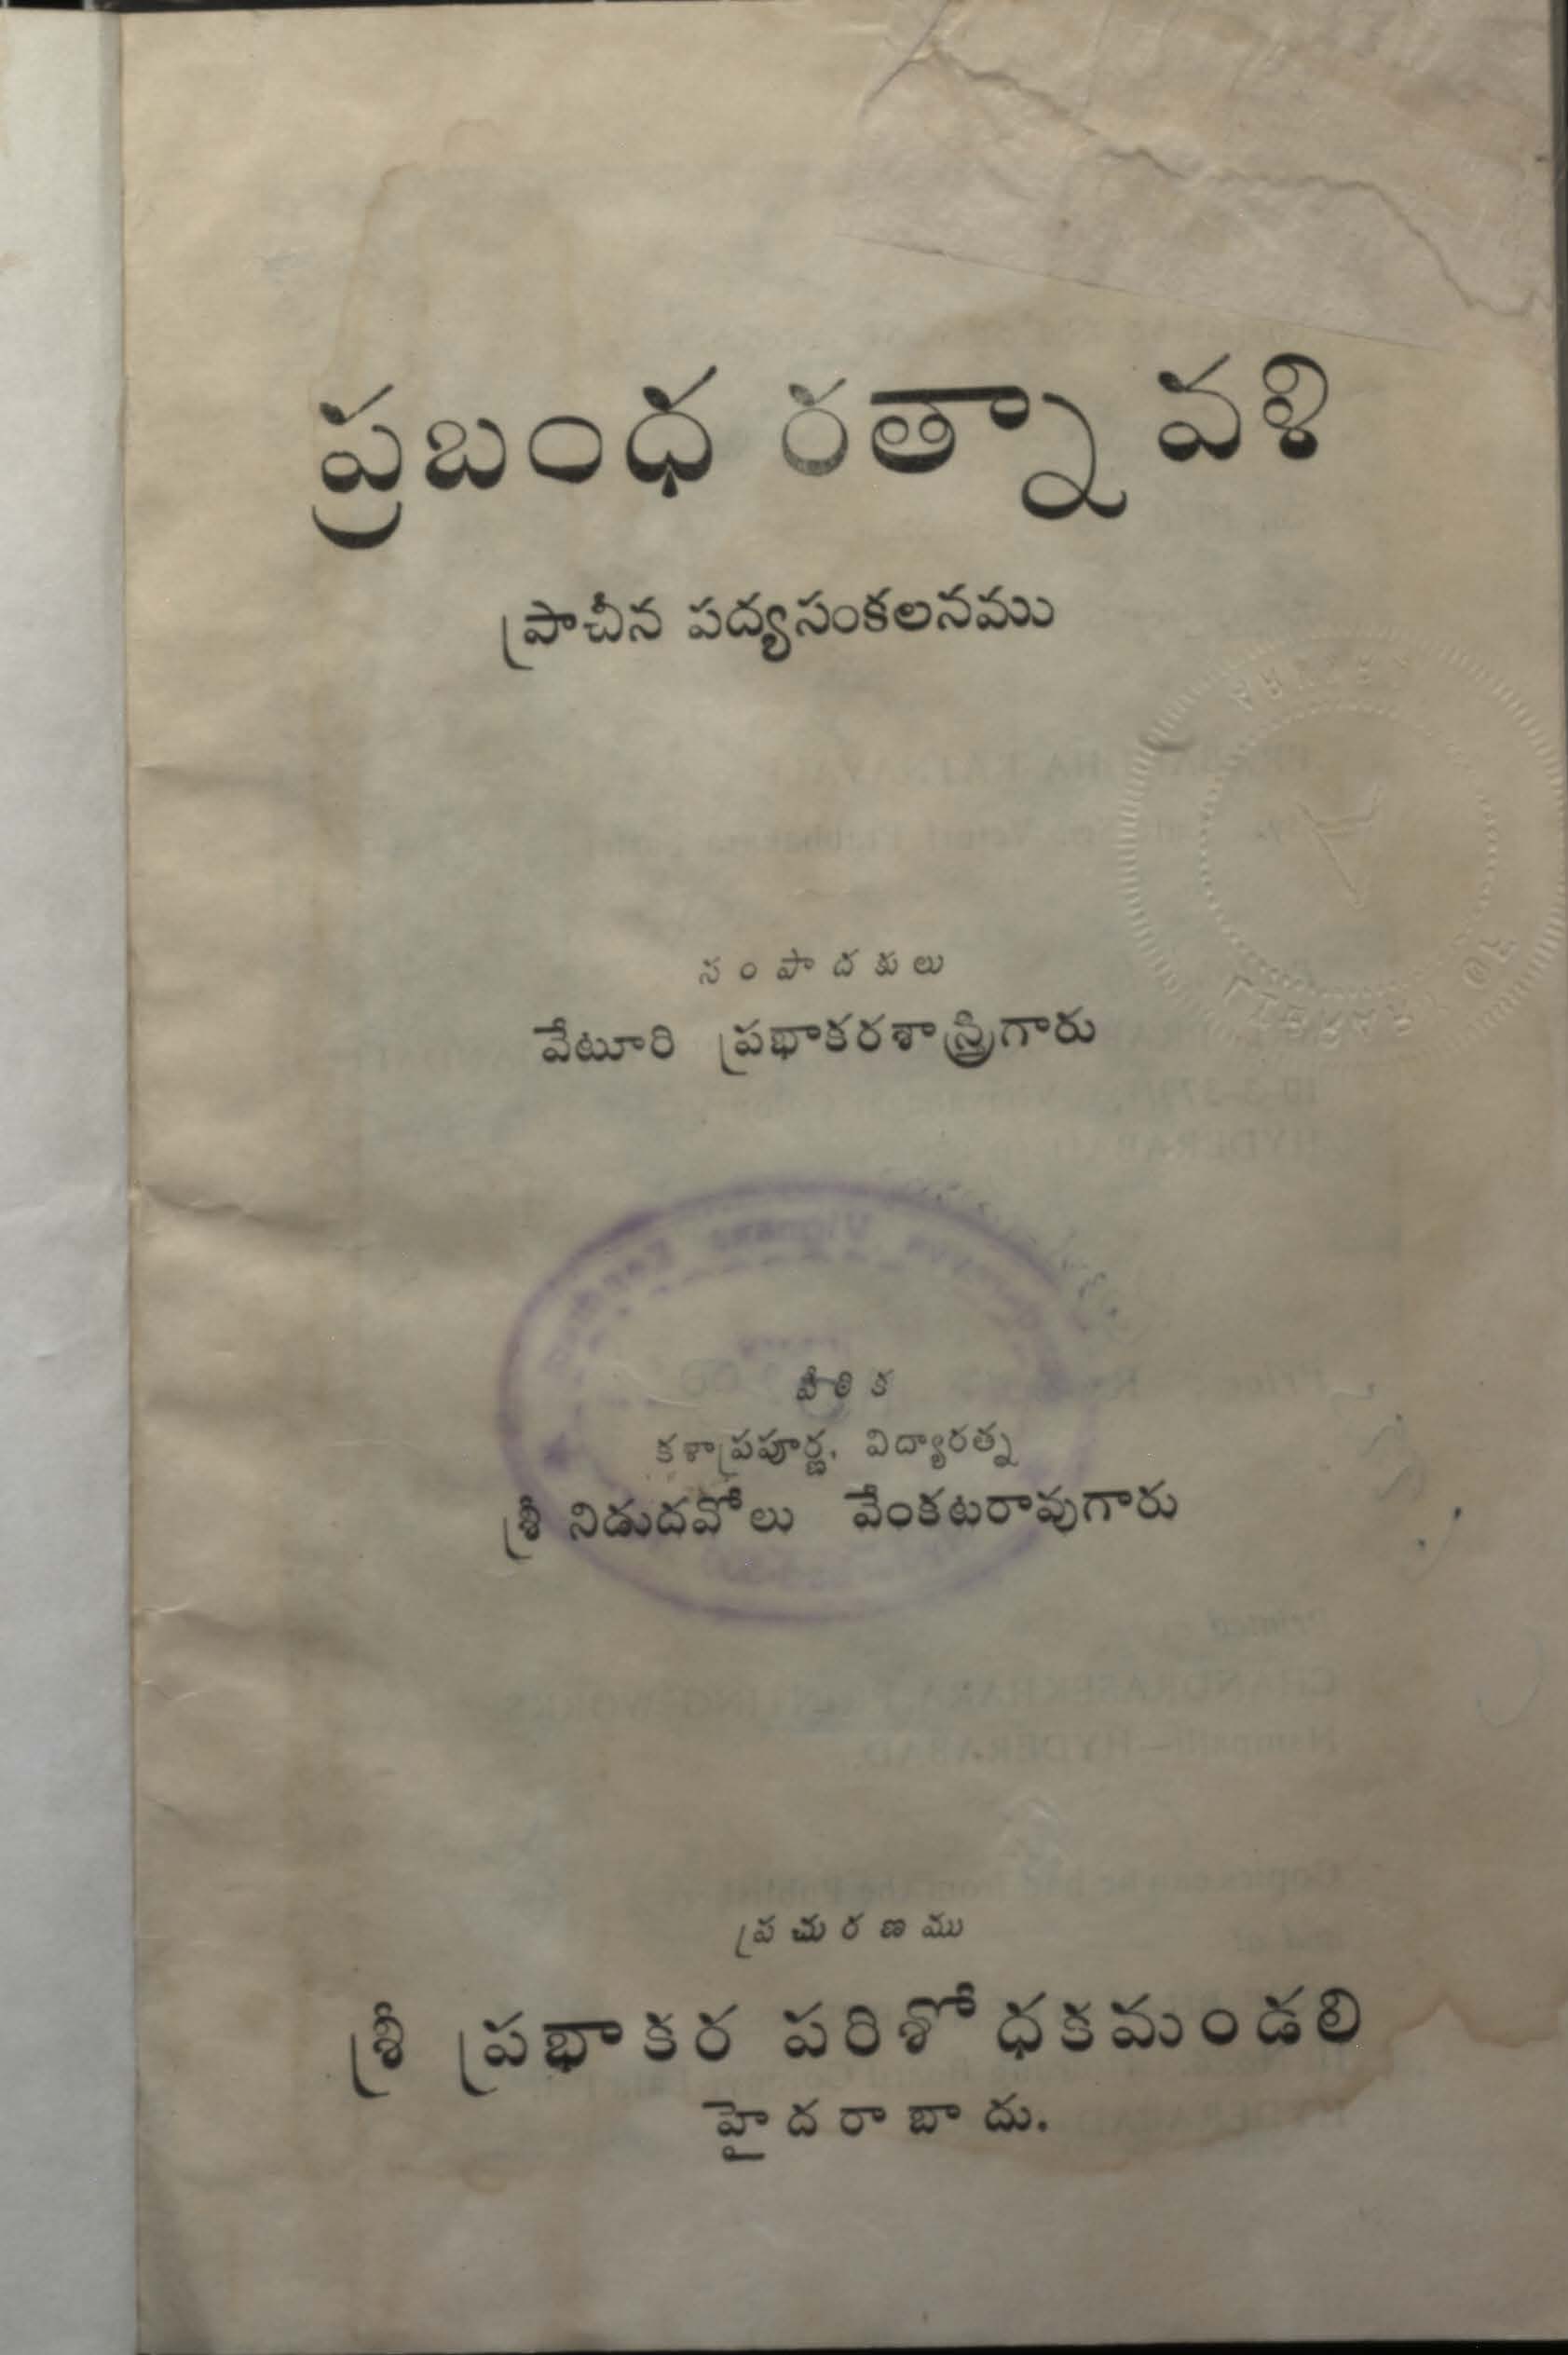 ప్రబంధ రత్నావళి
ప్రాచీన పద్యసంకలనము
సంపాదకులు
వేటూరి ప్రభాకరశాస్త్రిగారు
పీఠిక
కళాప్రపూర్ణ, విద్యారత్న
శ్రీ నిడుదవోలు వేంకటరావుగారు
ప్రచురణము
శ్రీ ప్రభాకర పరిశోధకమండలి
హైదరాబాదు.